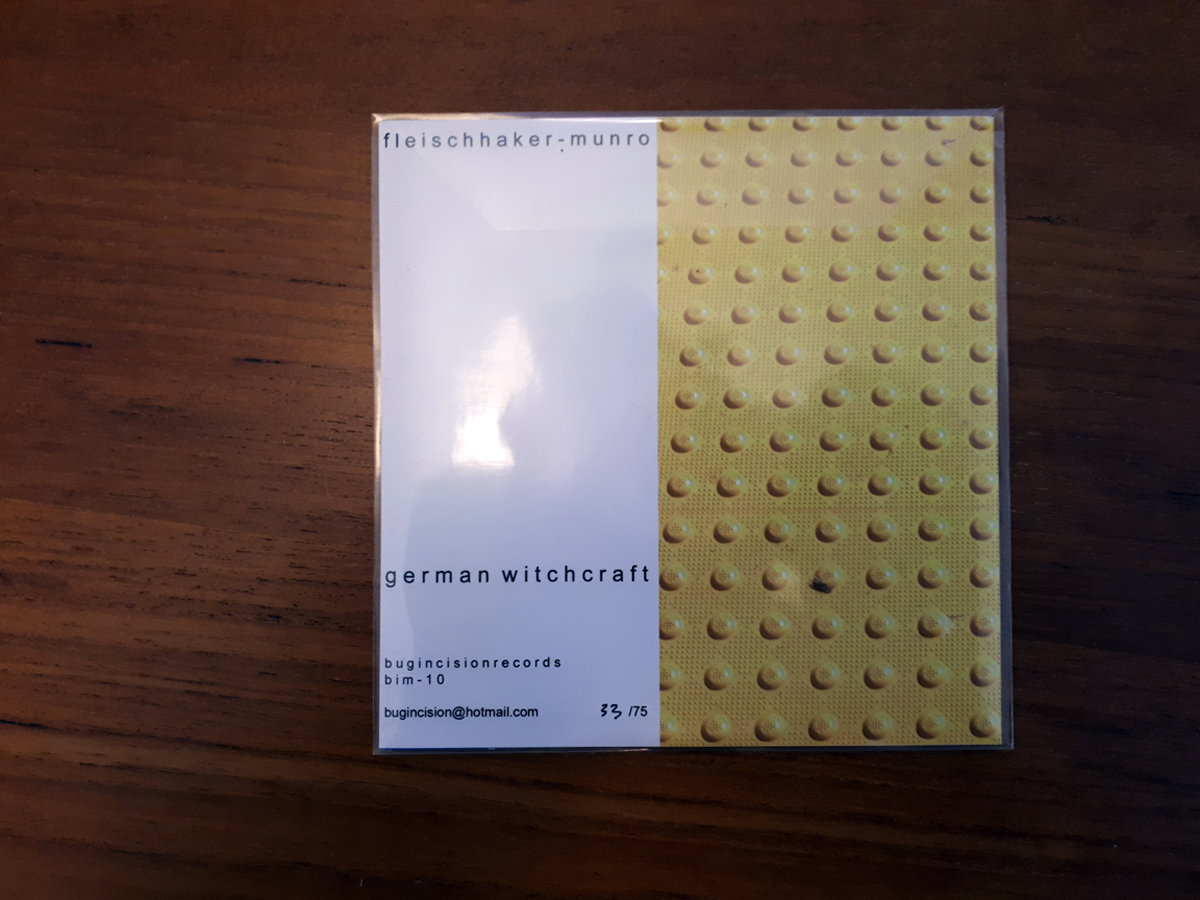 fleischhaker-munro
german witchcraft
bugincisionrecords
bim-10
bugincision@hotmail.com
33 /75